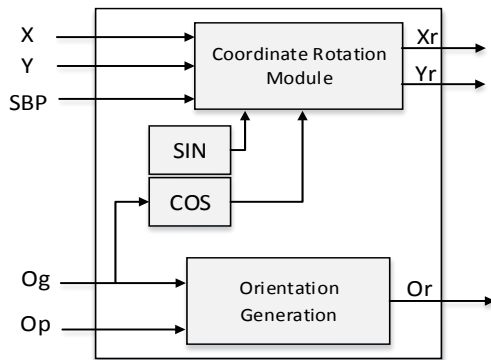 X
Y
SBP
Coordinate Rotation
Module
Xr
Yr
SIN
COS
Og
Op
Orientation
Generation
Or